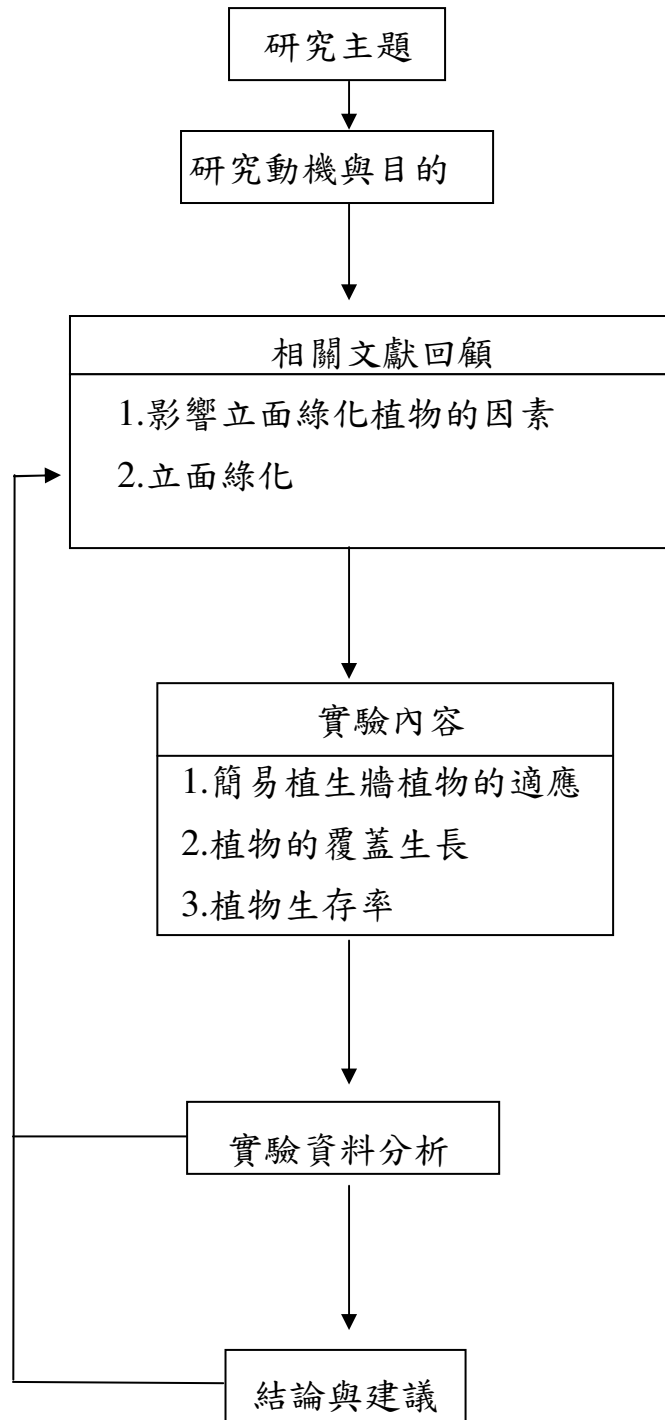 研究主題
研究動機與目的
相關文獻回顧
1.影響立面綠化植物的因素
2.立面綠化
實驗內容
1.簡易植生牆植物的適應
2.植物的覆蓋生長
3.植物生存率
實驗資料分析
結論與建議